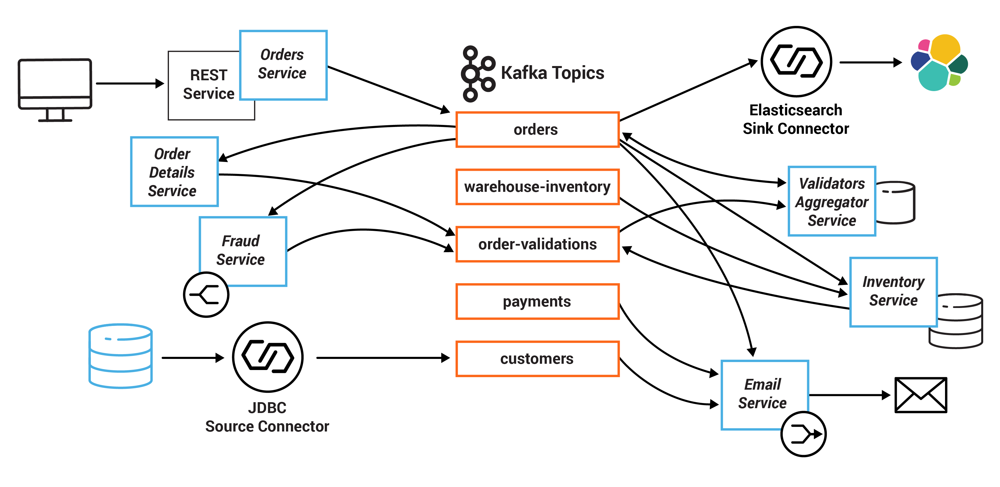 Orders
Service
REST
Service
Kafka Topics
Elasticsearch
Sink Connector
orders
Order
Details
Service
warehouse-inventory
Validators
Aggregator
Service
Fraud
Service
order-validations
Inventory
Service
payments
customers
Email
Service
JDBC
Source Connector